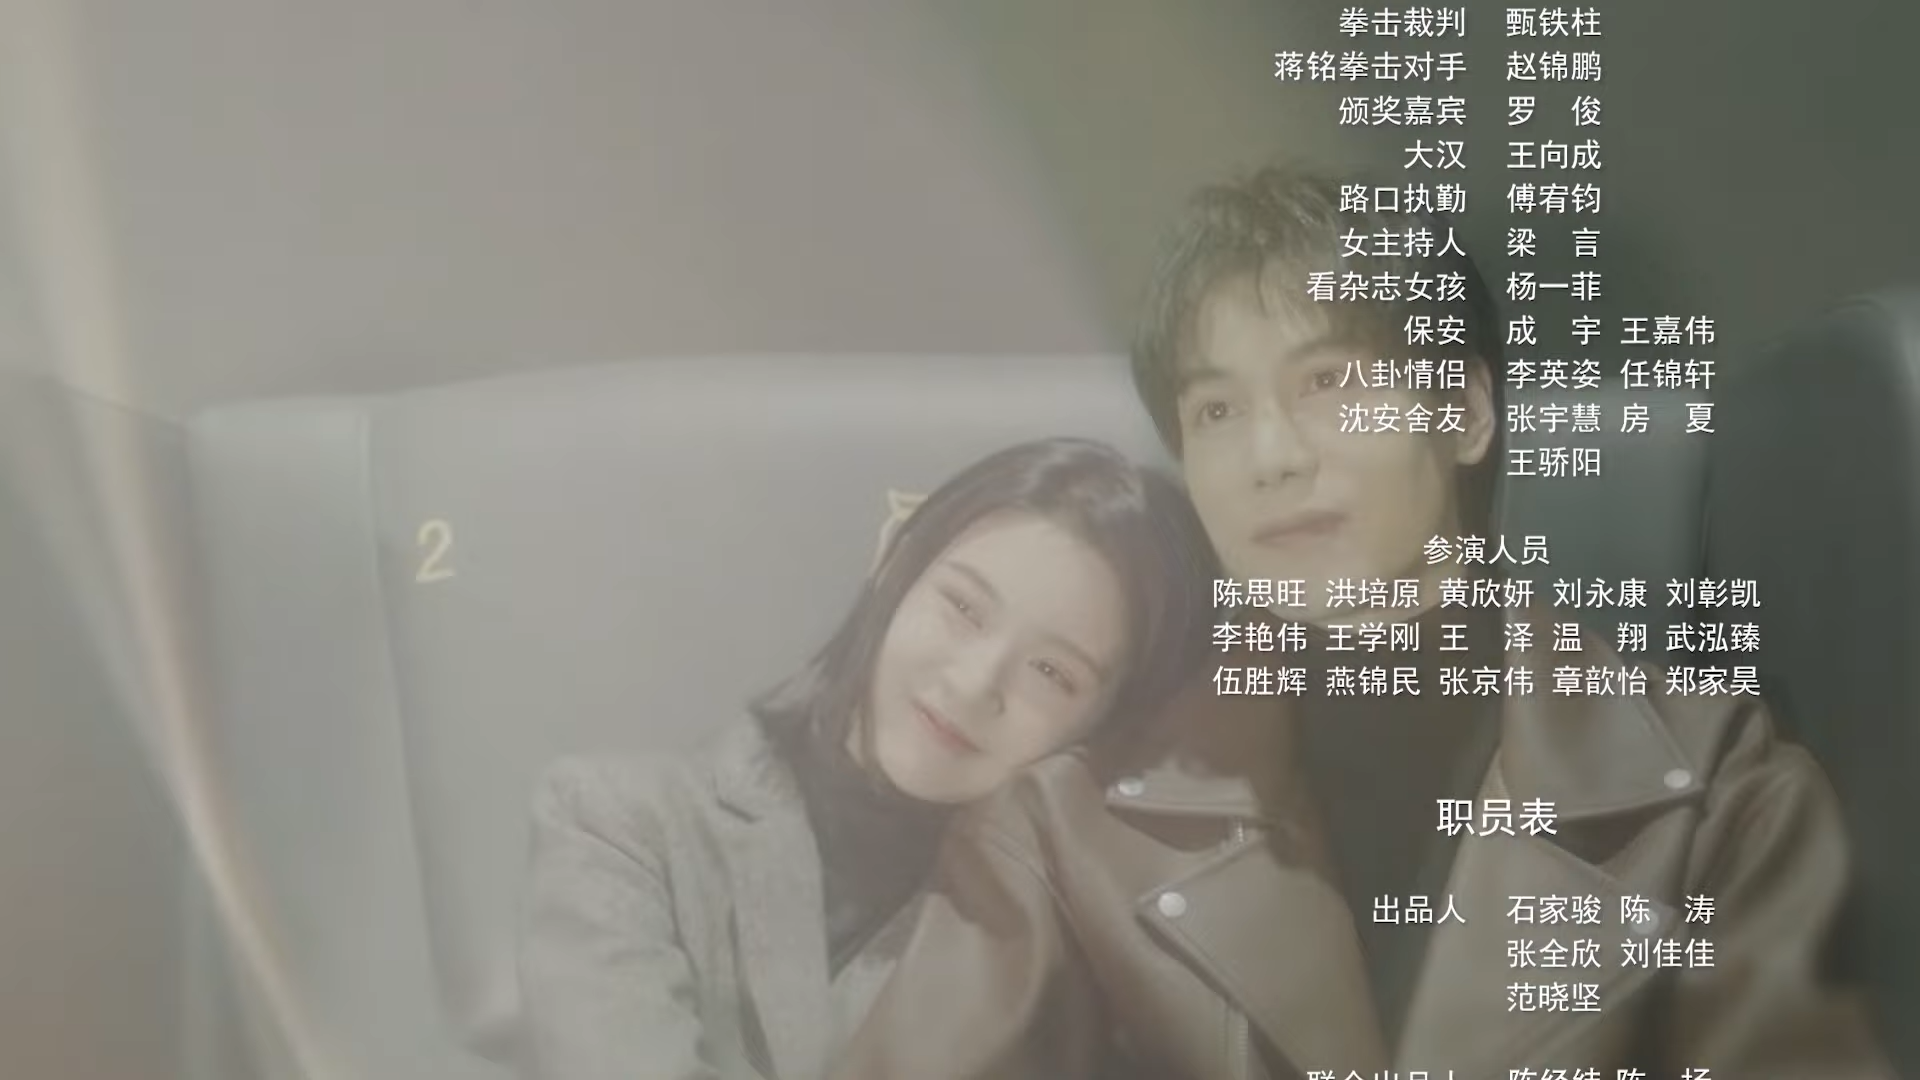 拳击裁判 甄铁柱
蒋铭拳击对手 赵锦鹏
颁奖嘉宾 罗 俊
大汉 王向成
路口执勤 傅宥钧
女主持人 梁 言
看杂志女孩 杨一菲
保安 成 宇 王嘉伟
八卦情侣 李英姿 任锦轩
沈安舍友 张宇慧 房 夏
王骄阳
2
参演人员
陈思旺 洪培原 黄欣妍 刘永康 刘彰凯
李艳伟 王学刚 王 泽 温 翔 武泓臻
伍胜辉 燕锦民 张京伟 章歆怡 郑家昊
职员表
出品人 石家骏 陈 涛
张全欣 刘佳佳
范晓坚